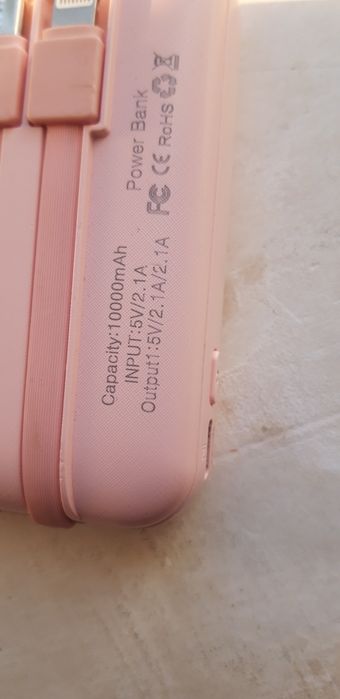 Power Bank
FC CE RoHS
Capacity:10000mAh
INPUT:5V/2.1A
Output1:5V/2.1A/2.1A